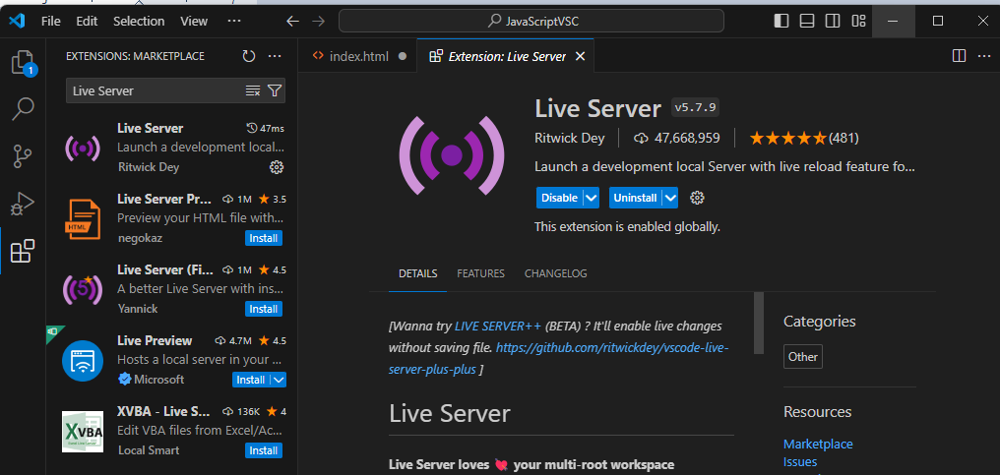 File Edit Selection View ··· JavaScriptVSC
EXTENSIONS: MARKETPLACE
index.html
Extension: Live Server
1
Live Server
Live Server 47ms
Launch a development local...
Ritwick Dey
Live Server Pr... 1M 3.5
Preview your HTML file with...
negokaz Install
HTML
Live Server (Fi... 1M 4.5
A better Live Server with ins...
Yannick Install
5
Live Preview 4.7M 4.5
Hosts a local server in your ...
Microsoft Install
XVBA - Live S... 136K 4
Edit VBA files from Excel/Ac...
Local Smart Install
XVBA
Live Server v5.7.9
Ritwick Dey 47,668,959 (481)
Launch a development local Server with live reload feature fo...
Disable Uninstall
This extension is enabled globally.
DETAILS FEATURES CHANGELOG
[Wanna try LIVE SERVER++ (BETA) ? It'll enable live changes
without saving file. https://github.com/ritwickdey/vscode-live-
server-plus-plus ]
Live Server
Live Server loves 💘 your multi-root workspace
Categories
Other
Resources
Marketplace
Issues